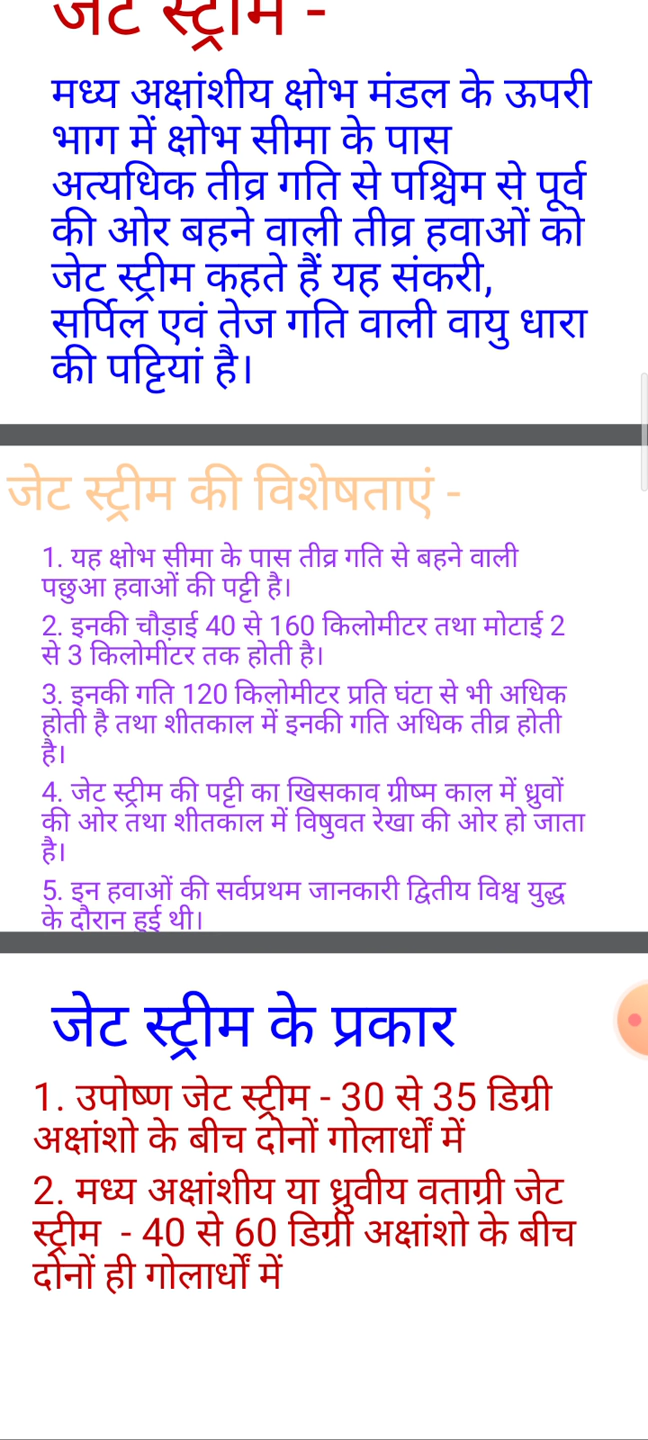 जेट स्ट्रीम -
मध्य अक्षांशीय क्षोभ मंडल के ऊपरी
भाग में क्षोभ सीमा के पास
अत्यधिक तीव्र गति से पश्चिम से पूर्व
की ओर बहने वाली तीव्र हवाओं को
जेट स्ट्रीम कहते हैं यह संकरी,
सर्पिल एवं तेज गति वाली वायु धारा
की पट्टियां है।
जेट स्ट्रीम की विशेषताएं -
1. यह क्षोभ सीमा के पास तीव्र गति से बहने वाली
पछुआ हवाओं की पट्टी है।
2. इनकी चौड़ाई 40 से 160 किलोमीटर तथा मोटाई 2
से 3 किलोमीटर तक होती है।
3. इनकी गति 120 किलोमीटर प्रति घंटा से भी अधिक
होती है तथा शीतकाल में इनकी गति अधिक तीव्र होती
है।
4. जेट स्ट्रीम की पट्टी का खिसकाव ग्रीष्म काल में ध्रुवों
की ओर तथा शीतकाल में विषुवत रेखा की ओर हो जाता
है।
5. इन हवाओं की सर्वप्रथम जानकारी द्वितीय विश्व युद्ध
के दौरान हुई थी।
जेट स्ट्रीम के प्रकार
1. उपोष्ण जेट स्ट्रीम - 30 से 35 डिग्री
अक्षांशो के बीच दोनों गोलार्धों में
2. मध्य अक्षांशीय या ध्रुवीय वताग्री जेट
स्ट्रीम - 40 से 60 डिग्री अक्षांशो के बीच
दोनों ही गोलार्धों में